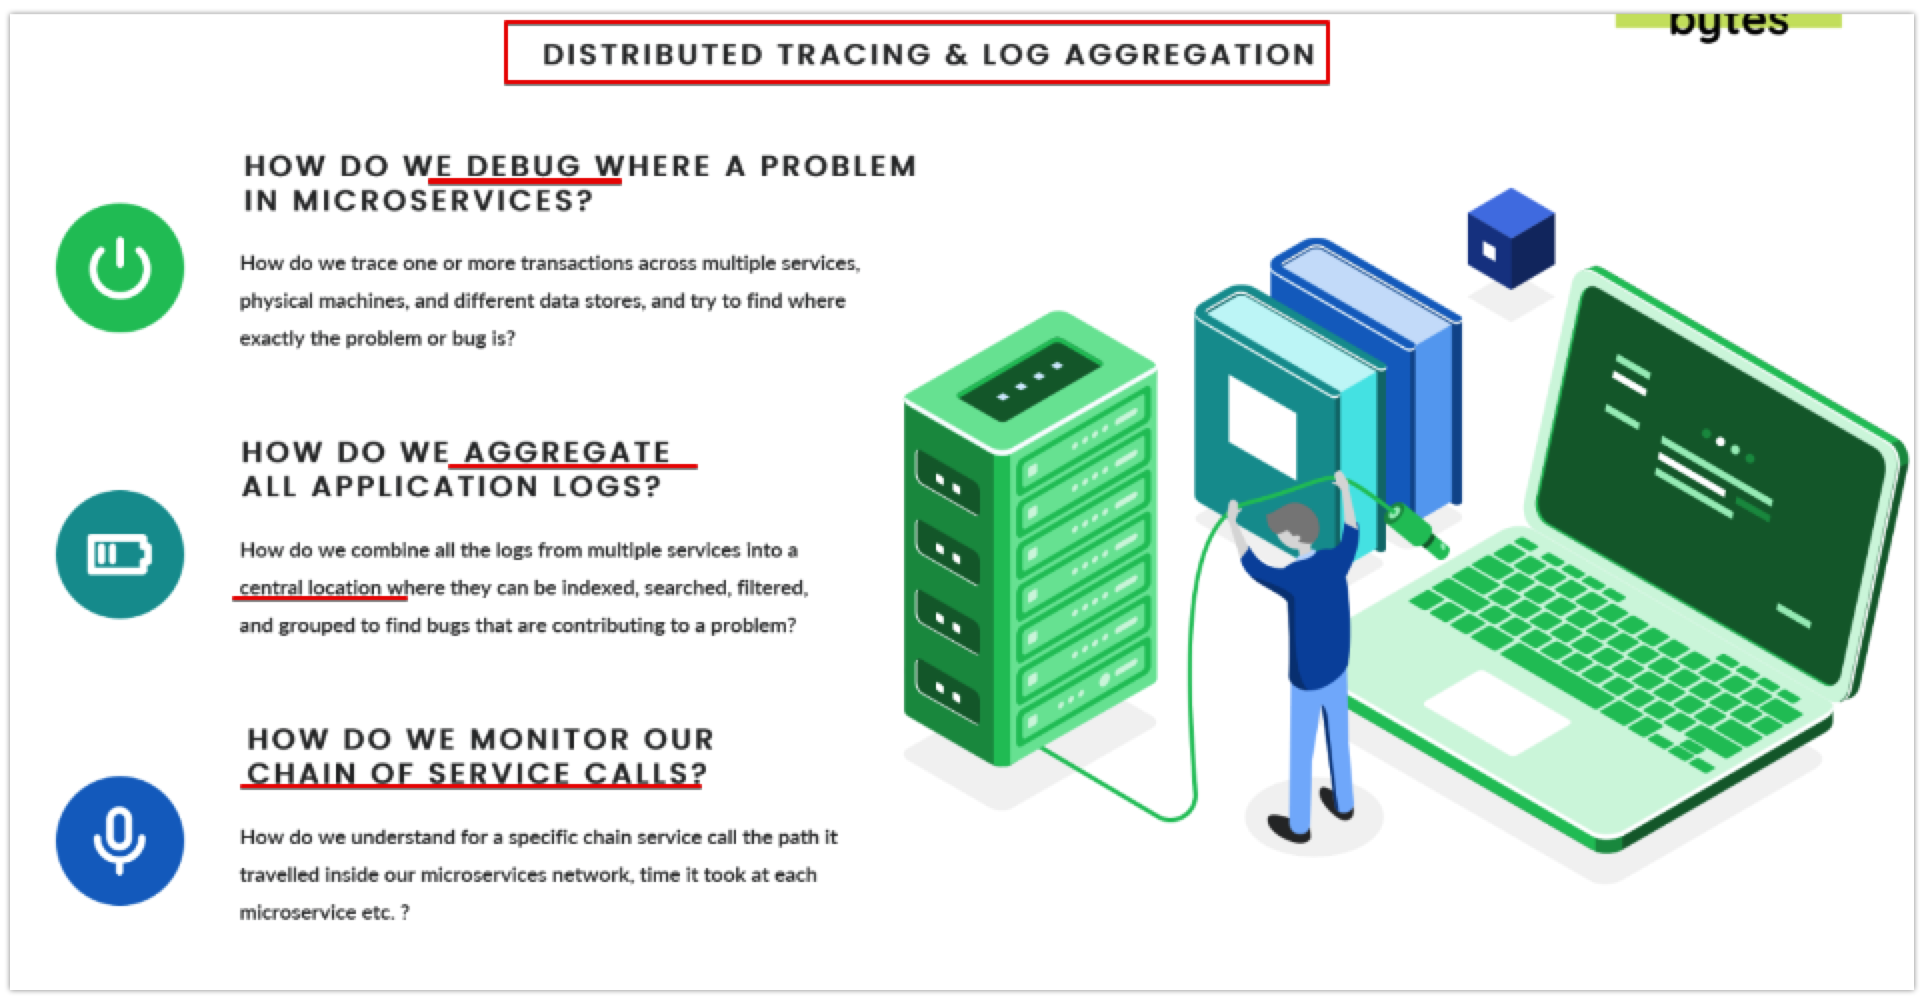 bytes
DISTRIBUTED TRACING & LOG AGGREGATION
HOW DO WE DEBUG WHERE A PROBLEM
IN MICROSERVICES?
How do we trace one or more transactions across multiple services,
physical machines, and different data stores, and try to find where
exactly the problem or bug is?
HOW DO WE AGGREGATE
ALL APPLICATION LOGS?
How do we combine all the logs from multiple services into a
central location where they can be indexed, searched, filtered,
and grouped to find bugs that are contributing to a problem?
HOW DO WE MONITOR OUR
CHAIN OF SERVICE CALLS?
How do we understand for a specific chain service call the path it
travelled inside our microservices network, time it took at each
microservice etc. ?